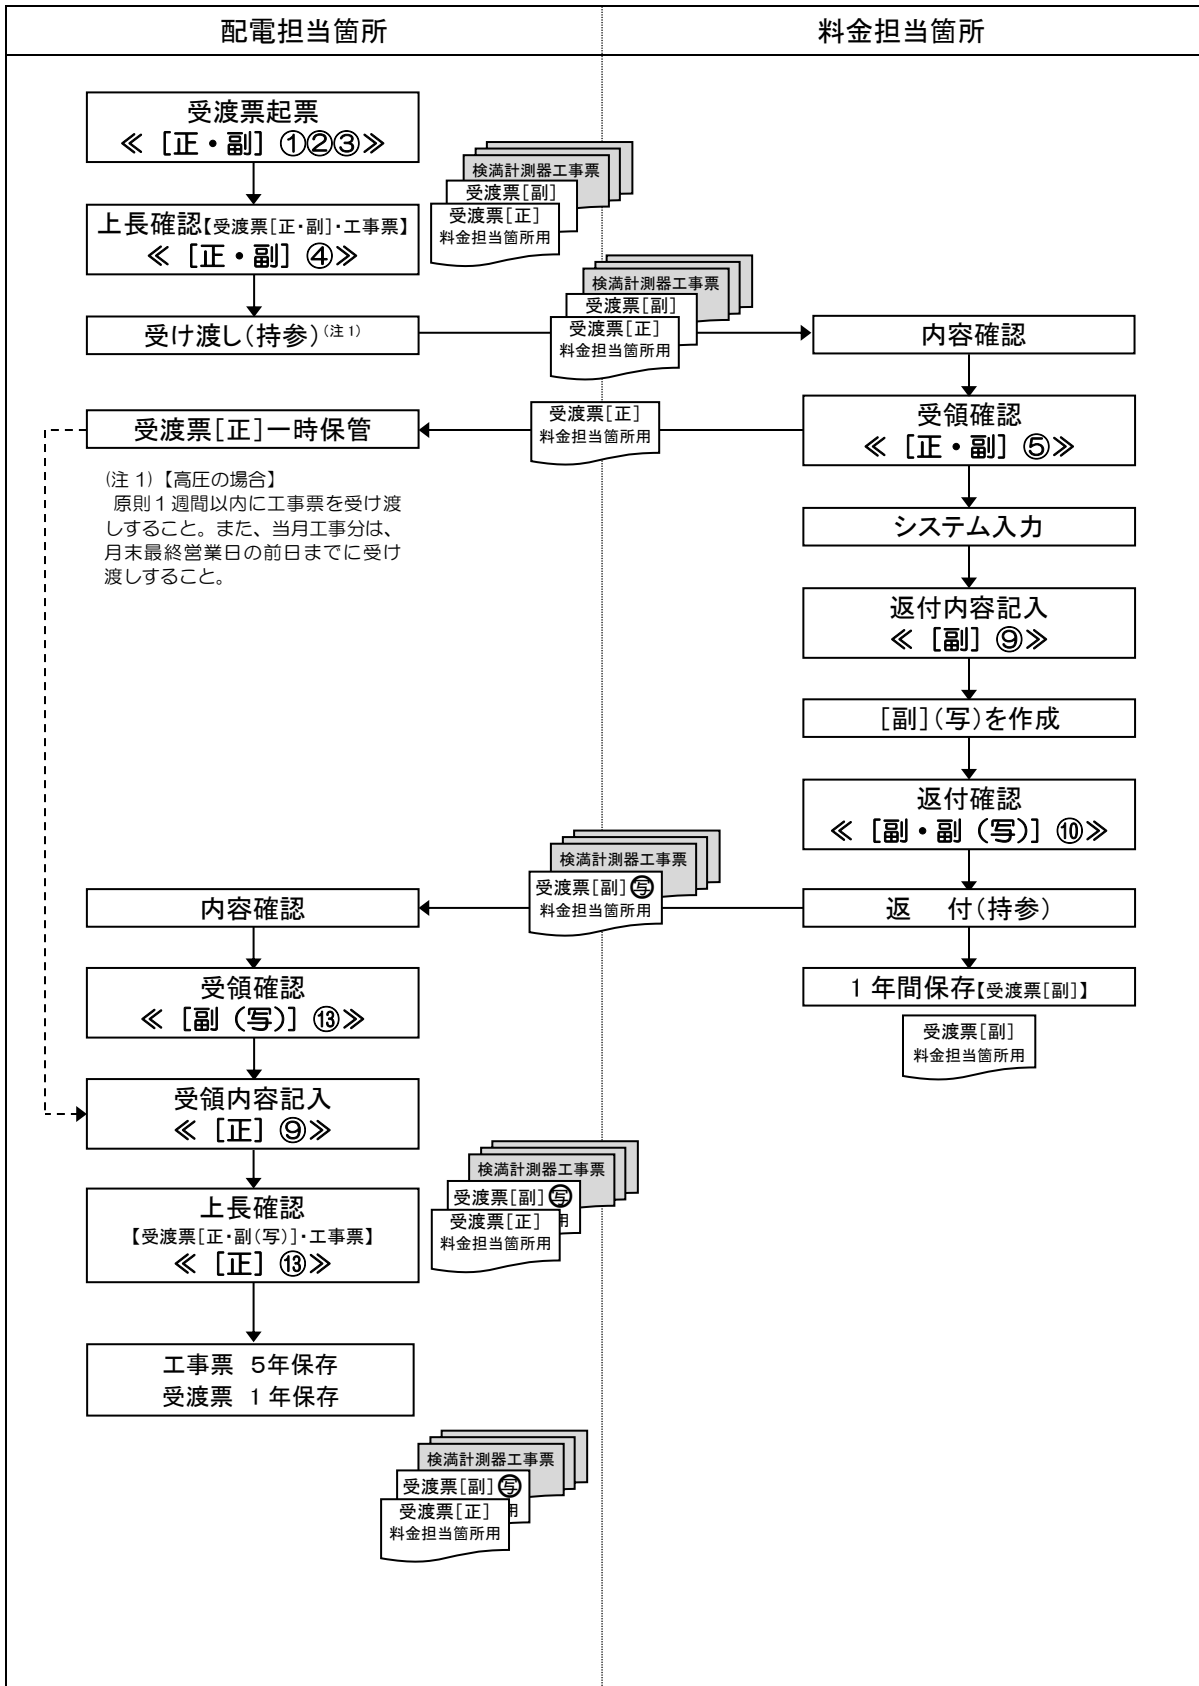 配電担当箇所
料金担当箇所
受渡票起票
≪［正・副］①②③≫
検満計測器工事票
受渡票[副]
受渡票[正]
料金担当箇所用
上長確認【受渡票[正・副]・工事票】
≪［正・副］④≫
検満計測器工事票
受渡票[副]
受渡票[正]
料金担当箇所用
受け渡し(持参)(注1)
内容確認
受渡票[正]一時保管
受渡票[正]
料金担当箇所用
受領確認
≪［正・副］⑤≫
(注1)【高圧の場合】
原則１週間以内に工事票を受け渡
しすること。また、当月工事分は、
月末最終営業日の前日までに受け
渡しすること。
システム入力
返付内容記入
≪［副］⑨≫
[副](写)を作成
返付確認
≪［副・副（写）］⑩≫
検満計測器工事票
受渡票[副]㊢
料金担当箇所用
内容確認
返　付(持参)
受領確認
≪［副（写）］⑬≫
1年間保存【受渡票[副]】
受渡票[副]
料金担当箇所用
受領内容記入
≪［正］⑨≫
上長確認
【受渡票[正・副(写)]・工事票】
≪［正］⑬≫
検満計測器工事票
受渡票[副]㊢
受渡票[正]
用
料金担当箇所用
工事票 5年保存
受渡票 1年保存
検満計測器工事票
受渡票[副]㊢
受渡票[正]
用
料金担当箇所用